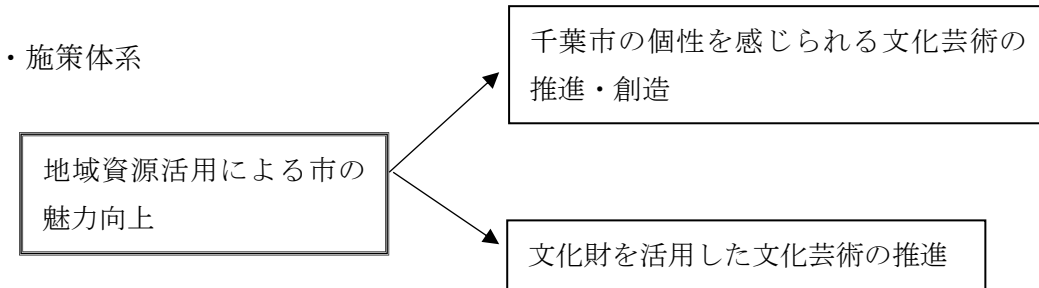 ・施策体系
千葉市の個性を感じられる文化芸術の
推進・創造
地域資源活用による市の
魅力向上
文化財を活用した文化芸術の推進